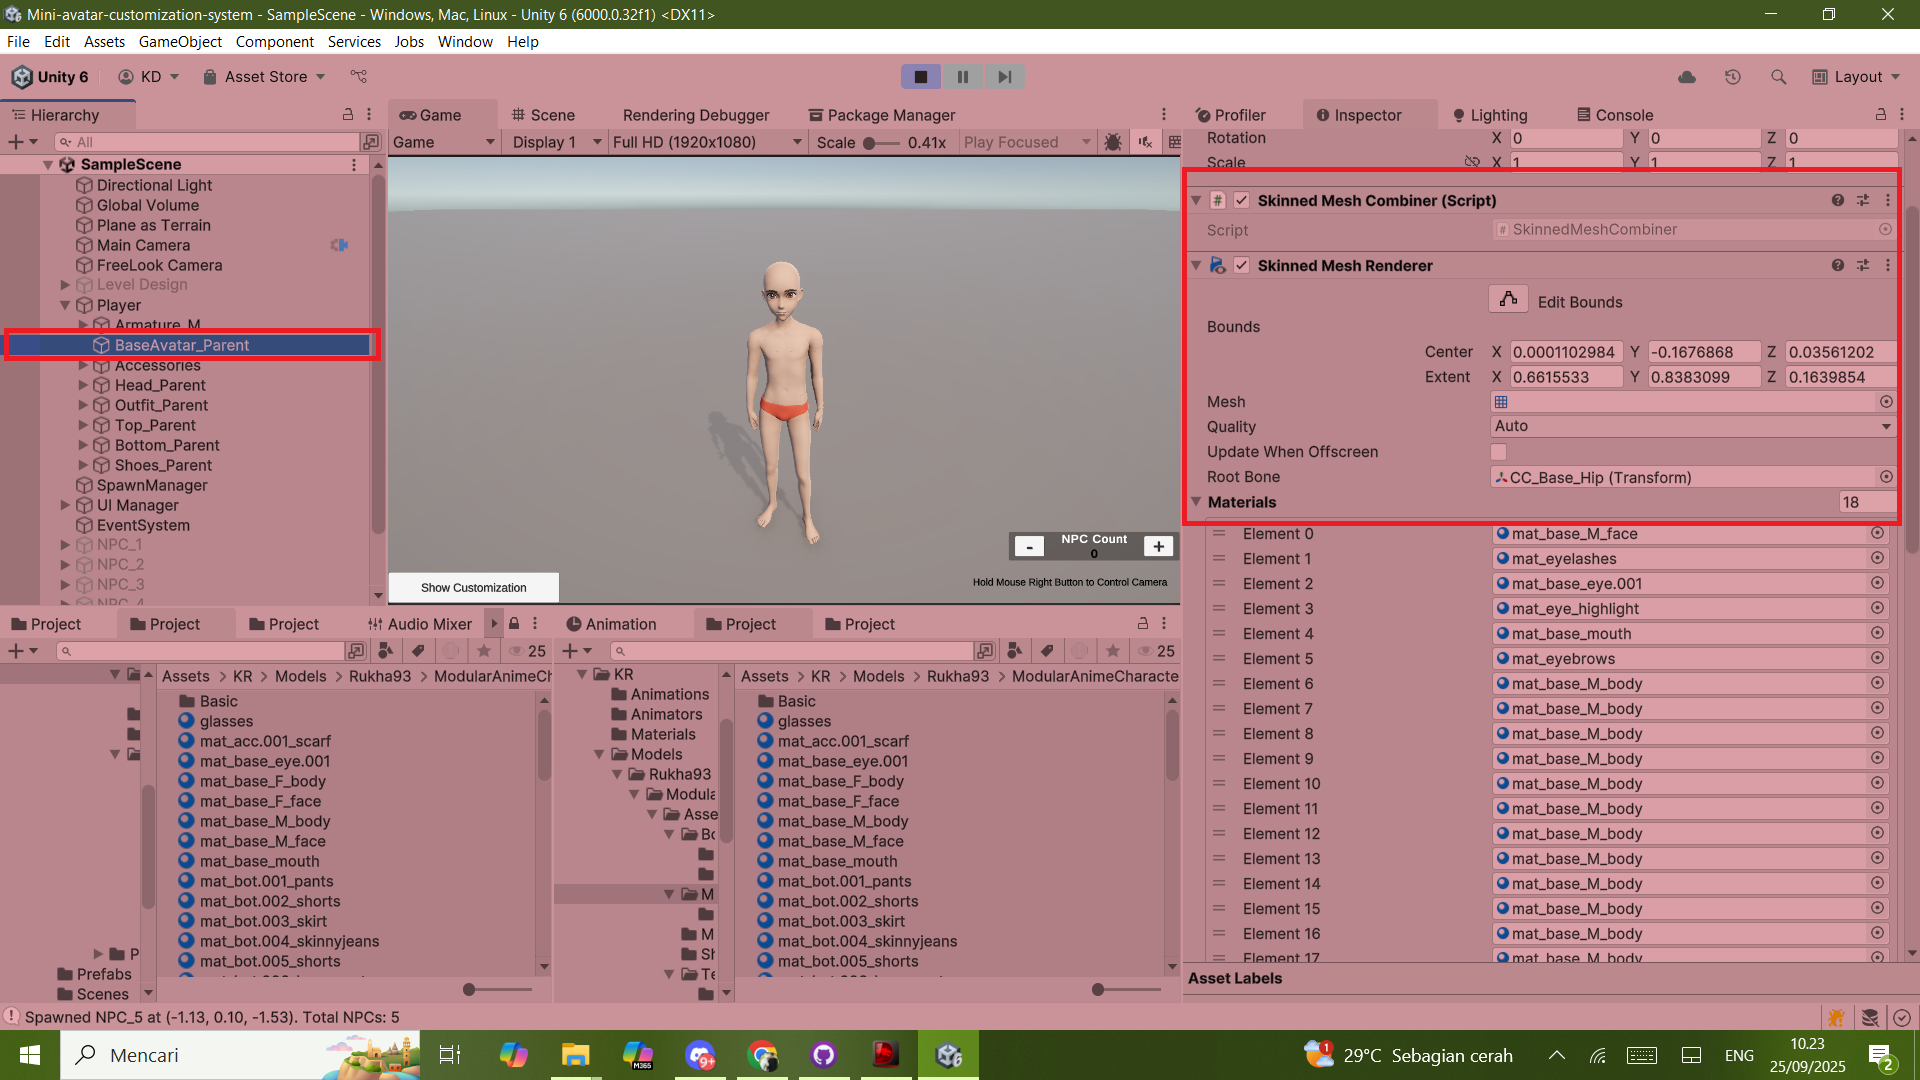 Mini-avatar-customization-system - SampleScene - Windows, Mac, Linux - Unity 6 (6000.0.32f1) <DX11>
File Edit Assets GameObject Component Services Jobs Window Help
Unity 6 KD Asset Store Layout
Hierarchy
All
SampleScene
Directional Light
Global Volume
Plane as Terrain
Main Camera
FreeLook Camera
Level Design
Player
Armature_M
BaseAvatar_Parent
Accessories
Head_Parent
Outfit_Parent
Top_Parent
Bottom_Parent
Shoes_Parent
SpawnManager
UI Manager
EventSystem
NPC_1
NPC_2
NPC_3
NPC_4
Game Scene Rendering Debugger Package Manager
Game Display 1 Full HD (1920x1080) Scale 0.41x Play Focused
- NPC Count +
0
Hold Mouse Right Button to Control Camera
Show Customization
Profiler Inspector Lighting Console
Rotation X 0 Y 0 Z 0
Scale X 1 Y 1 Z 1
# Skinned Mesh Combiner (Script)
Script # SkinnedMeshCombiner
Skinned Mesh Renderer
Edit Bounds
Bounds
Center X 0.0001102984 Y -0.1676868 Z 0.03561202
Extent X 0.6615533 Y 0.8383099 Z 0.1639854
Mesh
Quality Auto
Update When Offscreen
Root Bone CC_Base_Hip (Transform)
Materials 18
Element 0 mat_base_M_face
Element 1 mat_eyelashes
Element 2 mat_base_eye.001
Element 3 mat_eye_highlight
Element 4 mat_base_mouth
Element 5 mat_eyebrows
Element 6 mat_base_M_body
Element 7 mat_base_M_body
Element 8 mat_base_M_body
Element 9 mat_base_M_body
Element 10 mat_base_M_body
Element 11 mat_base_M_body
Element 12 mat_base_M_body
Element 13 mat_base_M_body
Element 14 mat_base_M_body
Element 15 mat_base_M_body
Element 16 mat_base_M_body
Element 17 mat_base_M_body
Asset Labels
Project Project Project Audio Mixer
25
Assets > KR > Models > Rukha93 > ModularAnimeCh
Basic
glasses
mat_acc.001_scarf
mat_base_eye.001
mat_base_F_body
mat_base_F_face
mat_base_M_body
mat_base_M_face
mat_base_mouth
mat_bot.001_pants
mat_bot.002_shorts
mat_bot.003_skirt
mat_bot.004_skinnyjeans
mat_bot.005_shorts
P
Prefabs
Scenes
Animation Project Project
25
KR
Animations
Animators
Materials
Models
Rukha93
Modula
Asse
Bo
M
M
Sh
Te
Assets > KR > Models > Rukha93 > ModularAnimeCharacte
Basic
glasses
mat_acc.001_scarf
mat_base_eye.001
mat_base_F_body
mat_base_F_face
mat_base_M_body
mat_base_M_face
mat_base_mouth
mat_bot.001_pants
mat_bot.002_shorts
mat_bot.003_skirt
mat_bot.004_skinnyjeans
mat_bot.005_shorts
Spawned NPC_5 at (-1.13, 0.10, -1.53). Total NPCs: 5
Mencari
M365
9+
6
1
29°C Sebagian cerah
ENG
10.23
25/09/2025
2